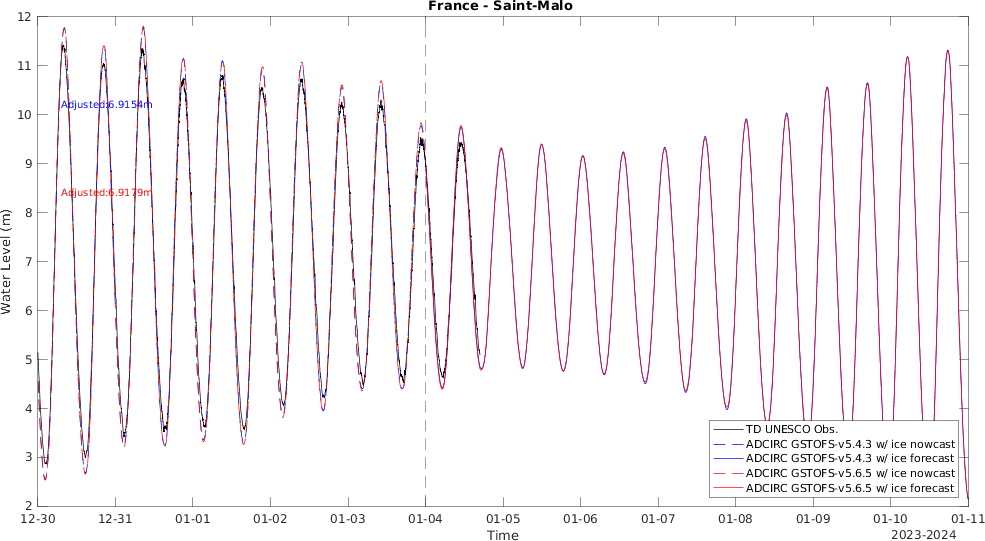 France - Saint-Malo
12
11
10
9
8
7
6
5
4
3
2
Water Level (m)
Adjusted:6.9154m
Adjusted:6.9179m
TD UNESCO Obs.
ADCIRC GSTOFS-v5.4.3 w/ ice nowcast
ADCIRC GSTOFS-v5.4.3 w/ ice forecast
ADCIRC GSTOFS-v5.6.5 w/ ice nowcast
ADCIRC GSTOFS-v5.6.5 w/ ice forecast
12-30 12-31 01-01 01-02 01-03 01-04 01-05 01-06 01-07 01-08 01-09 01-10 01-11
Time
2023-2024